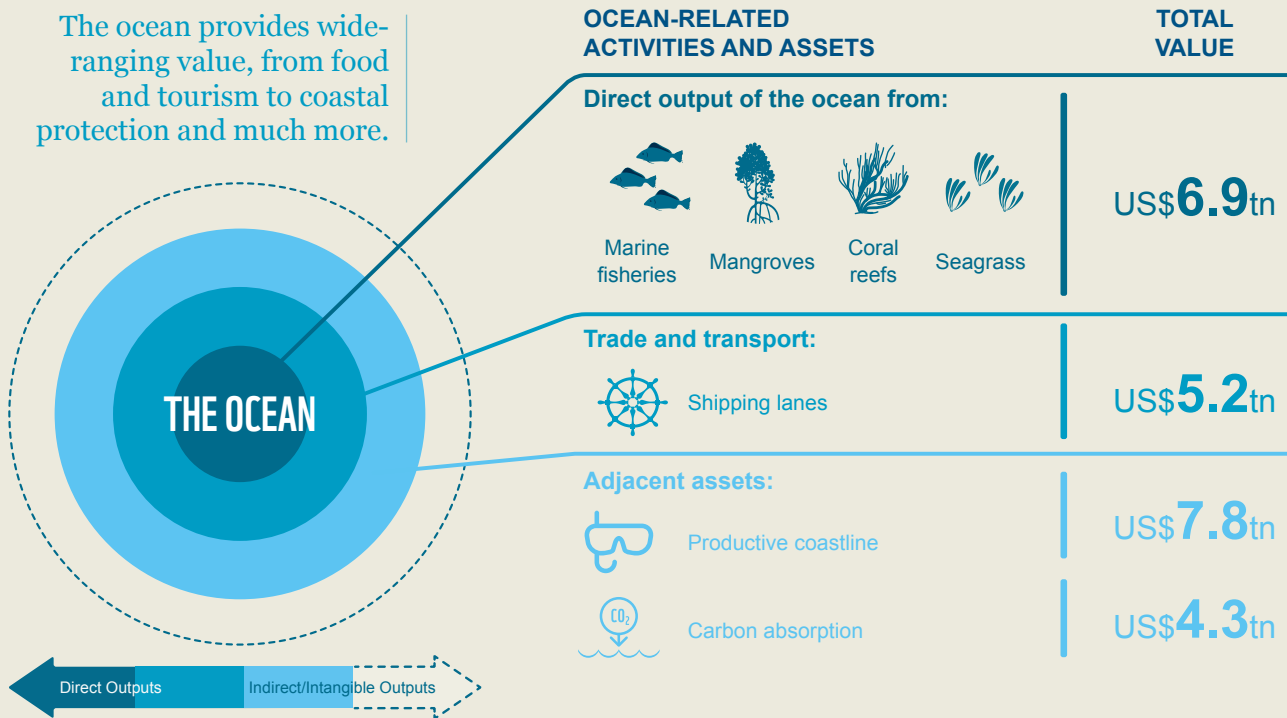 The ocean provides wide-
ranging value, from food
and tourism to coastal
protection and much more.
THE OCEAN
Direct Outputs
Indirect/Intangible Outputs
OCEAN-RELATED
ACTIVITIES AND ASSETS
TOTAL
VALUE
Direct output of the ocean from:
Marine
fisheries
Mangroves
Coral
reefs
Seagrass
US$6.9tn
Trade and transport:
Shipping lanes
US$5.2tn
Adjacent assets:
Productive coastline
US$7.8tn
CO₂
Carbon absorption
US$4.3tn